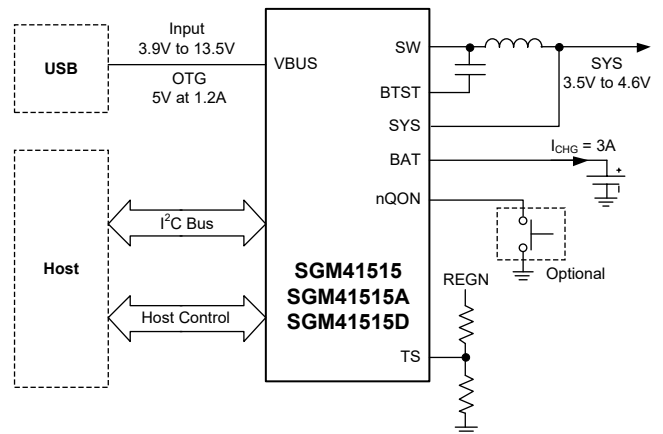 Input
3.9V to 13.5V
USB
OTG
5V at 1.2A
VBUS
SW
BTST
SYS
BAT
nQON
TS
SYS
3.5V to 4.6V
ICHG = 3A
+
Optional
REGN
Host
I2C Bus
Host Control
SGM41515
SGM41515A
SGM41515D